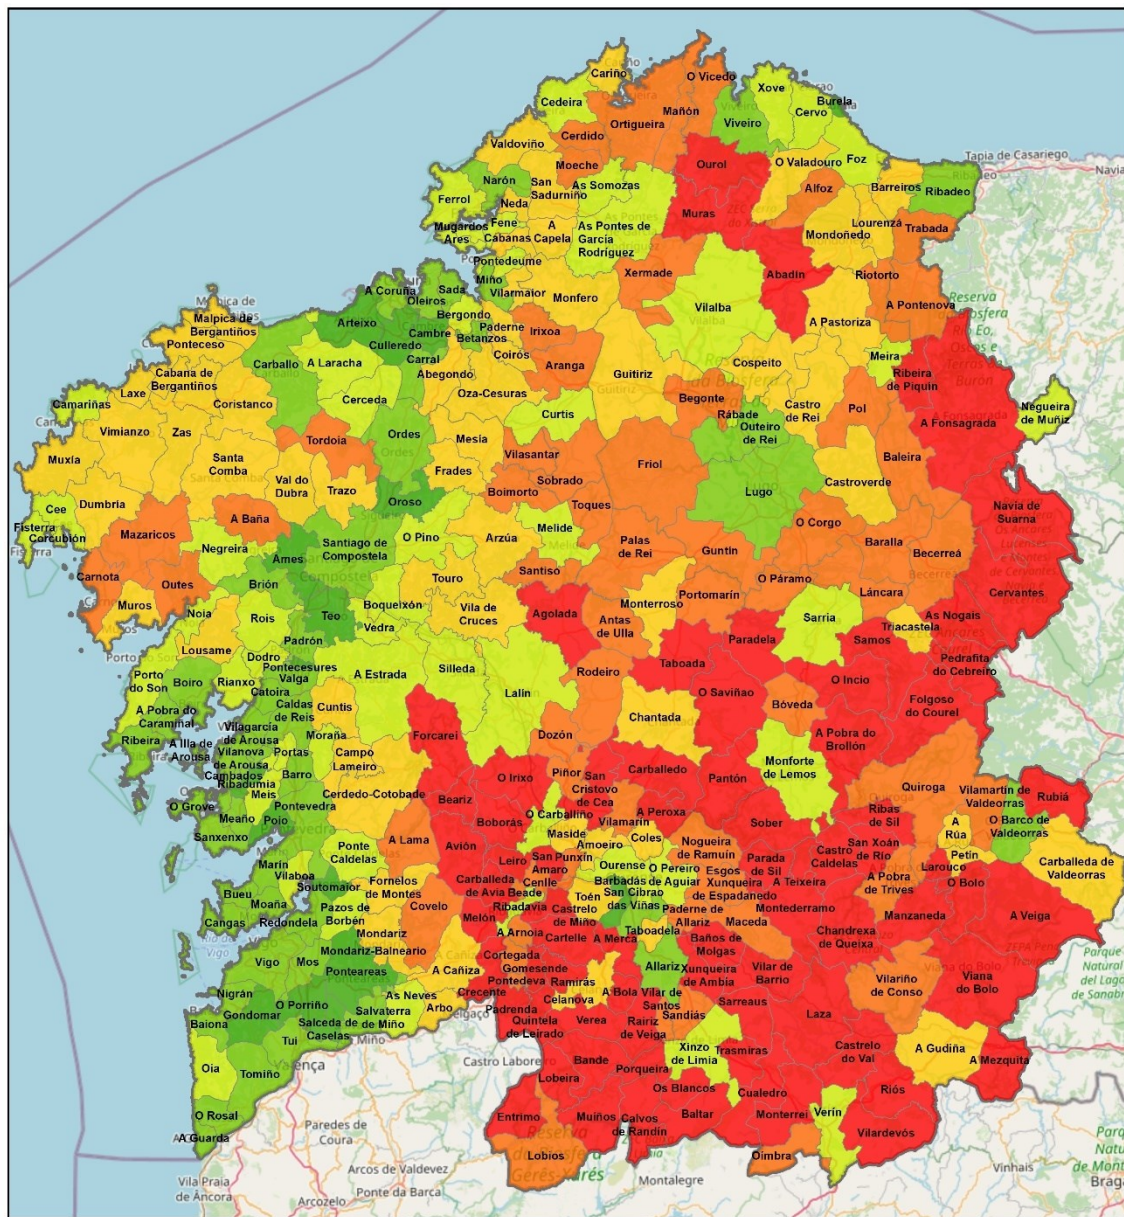 Cariño
O Vicedo
Cedeira
Ortigueira
Mañón
Xove
Burela
Cervo
Viveiro
Cerdido
Valdoviño
Moeche
Ourol
O Valadouro
Foz
Tapia de Casariego
Navia
Narón
San
Sadurniño
As Somozas
Alfoz
Barreiros
Ribadeo
Ferrol
Neda
Muras
Lourenzá
Mugardos
Fene
Ares
Cabanas
A
Capela
As Pontes de
García
Rodríguez
Mondoñedo
Trabada
Pontedeume
Xermade
Abadín
Riotorto
A Coruña
Sada
Miño
Vilarmaior
Monfero
Vilalba
A Pontenova
Oleiros
Bergondo
Malpica de
Bergantiños
Ponteceso
Arteixo
Cambre
Paderne
Betanzos
Irixoa
A Pastoriza
Culleredo
Carral
Coirós
Carballo
A Laracha
Abegondo
Aranga
Guitiriz
Cospeito
Meira
Ribeira
de Piquín
Cabana de
Bergantiños
Laxe
Camariñas
Coristanco
Cerceda
Oza-Cesuras
Begonte
Castro
de Rei
Pol
A Fonsagrada
Negueira
de Muñiz
Curtis
Rábade
Outeiro
de Rei
Vimianzo
Zas
Tordoia
Ordes
Mesia
Baleira
Muxía
Santa
Comba
Vilasantar
Friol
Val do
Dubra
Trazo
Frades
Sobrado
Lugo
Castroverde
Dumbria
Boimorto
Toques
Navia de
Suarna
Cee
Oroso
Fisterra
Corcubión
Mazaricos
A Baña
O Corgo
Santiago de
Compostela
O Pino
Melide
Negreira
Arzúa
Palas
de Rei
Guntin
Baralla
Becerreá
Ames
Carnota
Outes
Brión
Touro
Santiso
O Páramo
Láncara
Cervantes
Muros
Noia
Rois
Teo
Boqueixón
Vedra
Vila de
Cruces
Agolada
Monterroso
Portomarín
As Nogais
Antas
de Ulla
Sarria
Triacastela
Lousame
Padrón
Paradela
Samos
Dodro
Pontecesures
Valga
A Estrada
Silleda
Taboada
Pedrafita
do Cebreiro
Porto
do Son
Boiro
Rianxo
Catoira
Lalin
Rodeiro
O Saviñao
O Incio
Folgoso
do Courel
Caldas
de Reis
Cuntis
Bóveda
A Pobra do
Caramiñal
Ribeira
A Illa de
Arousa
Vilagarcía
de Arousa
Moraña
Forcarei
Dozón
Chantada
A Pobra do
Brollón
Vilanova
de Arousa
Portas
Campo
Lameiro
Monforte
de Lemos
Cambados
Ribadumia
Barro
O Irixo
Piñor
San
Cristovo
de Cea
Carballedo
Pantón
Meis
Cerdedo-Cotobade
Quiroga
Vilamartín de
Valdeorras
Rubiá
O Grove
Meaño
Pontevedra
Beariz
A Peroxa
Ribas
de Sil
Poio
O Carballiño
Vilamarín
Sober
O Barco de
Valdeorras
Sanxenxo
A Lama
Boborás
Maside
Amoeiro
Coles
A
Rúa
Ponte
Caldelas
Avión
Nogueira
de Ramuín
San Xoán
de Río
Petín
Carballeda de
Valdeorras
Marín
Vilaboa
Leiro
San
Amaro
Punxín
Ourense
O Pereiro
de Aguiar
Parada
de Sil
Castro
Caldelas
Larouco
Fornelos
de Montes
Carballeda
de Avia
Cenlle
Esgos
A Teixeira
A Pobra
de Trives
O Bolo
Bueu
Soutomaior
Beade
Barbadás
Xunqueira
de Espadanedo
Moaña
Pazos de
Borbén
Covelo
Ribadavia
Toén
San Cibrao
das Viñas
Cangas
Redondela
Melón
Castrelo
de Miño
Paderne de
Allariz
Maceda
Montederramo
Manzaneda
A Veiga
Mondariz
A Arnoia
Taboadela
Chandrexa
de Queixa
Mondariz-Balneario
Cartelle
A Merca
Baños de
Molgas
Vigo
Mos
Ponteareas
A Cañiza
Cortegada
Allariz
Gomesende
Xunqueira
de Ambía
Vilar de
Barrio
Vilariño
de Conso
Viana
do Bolo
Pontedeva
Ramirás
Nigrán
As Neves
Crecente
A Bola
Vilar de
Santos
O Porriño
Arbo
Celanova
Gondomar
Salvaterra
de Miño
Padrenda
Sarreaus
Baiona
Salceda de
Caselas
Quintela
de Leirado
Verea
Rairiz
de Veiga
Sandiás
Laza
Tui
Xinzo
de Limia
Trasmiras
Castrelo
do Val
A Gudiña
Oia
Tomiño
Bande
Porqueira
A Mezquita
Lobeira
Os Blancos
Cualedro
Riós
O Rosal
Entrimo
Muiños
Calvos
de Randín
Baltar
Monterrei
Verín
Vilardevós
A Guarda
Lobios
Oimbra
Castro Laboreiro
Paredes de
Coura
Vila Praia
de Âncora
Arcos de Valdevez
Ponte da Barca
Arcozelo
Montalegre
Vinhais